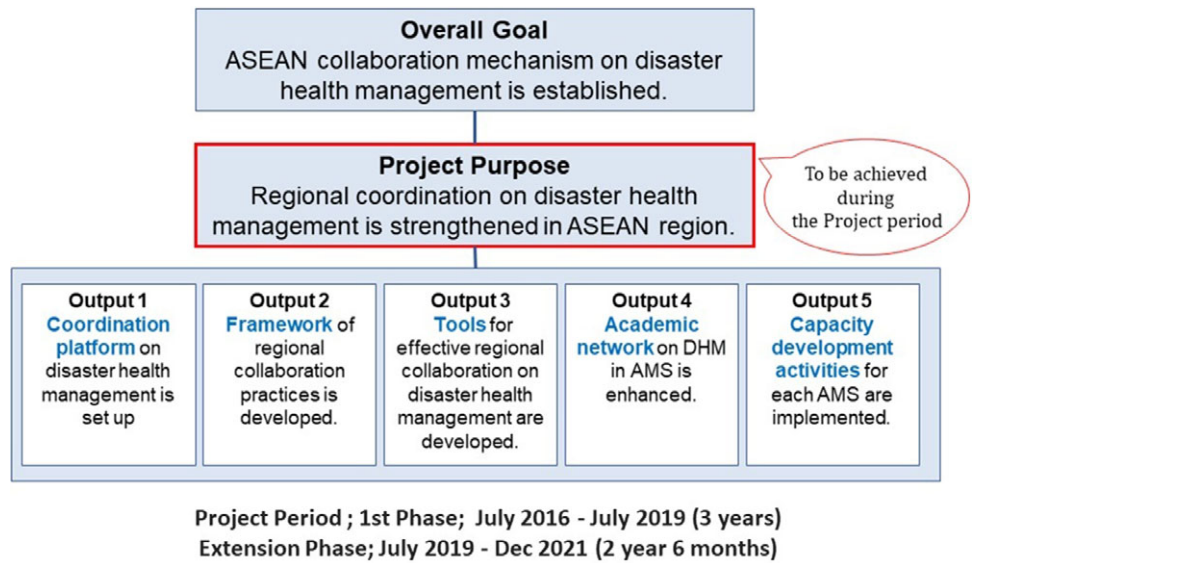 Overall Goal
ASEAN collaboration mechanism on disaster
health management is established.
Project Purpose
Regional coordination on disaster health
management is strengthened in ASEAN region.
To be achieved
during
the Project period
Output 1
Coordination
platform on
disaster health
management is
set up
Output 2
Framework of
regional
collaboration
practices is
developed.
Output 3
Tools for
effective regional
collaboration on
disaster health
management are
developed.
Output 4
Academic
network on DHM
in AMS is
enhanced.
Output 5
Capacity
development
activities for
each AMS are
implemented.
Project Period ; 1st Phase; July 2016 - July 2019 (3 years)
Extension Phase; July 2019 - Dec 2021 (2 year 6 months)